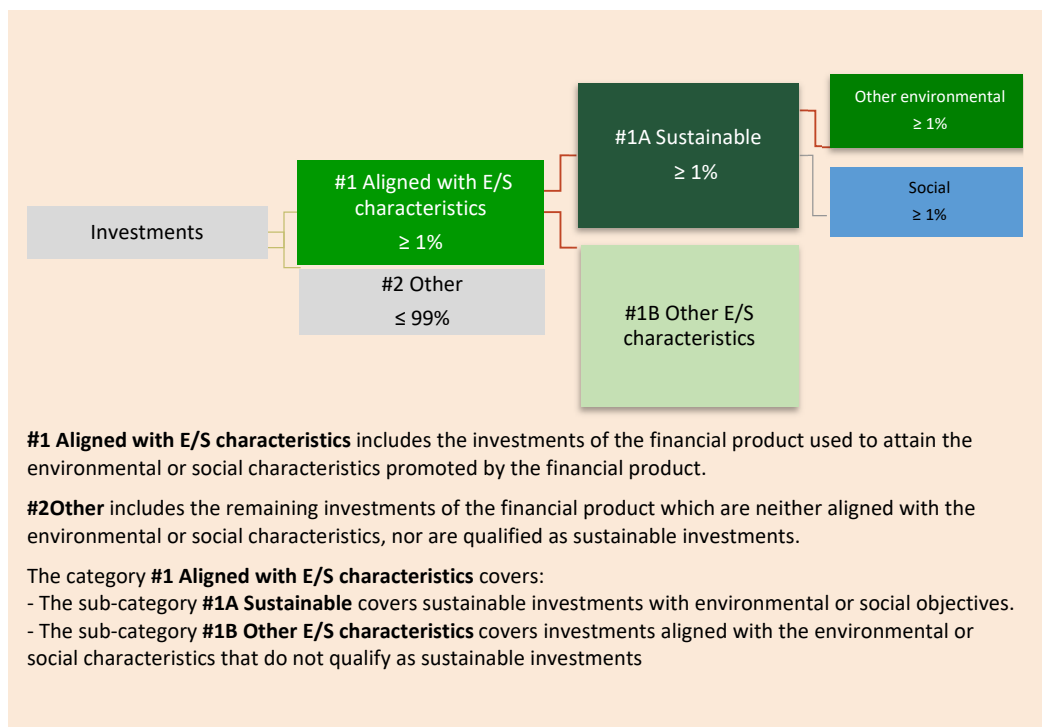 Investments
#1 Aligned with E/S
characteristics
≥ 1%
#2 Other
≤ 99%
#1A Sustainable
≥ 1%
#1B Other E/S
characteristics
Other environmental
≥ 1%
Social
≥ 1%
#1 Aligned with E/S characteristics includes the investments of the financial product used to attain the
environmental or social characteristics promoted by the financial product.
#2Other includes the remaining investments of the financial product which are neither aligned with the
environmental or social characteristics, nor are qualified as sustainable investments.
The category #1 Aligned with E/S characteristics covers:
- The sub-category #1A Sustainable covers sustainable investments with environmental or social objectives.
- The sub-category #1B Other E/S characteristics covers investments aligned with the environmental or
social characteristics that do not qualify as sustainable investments